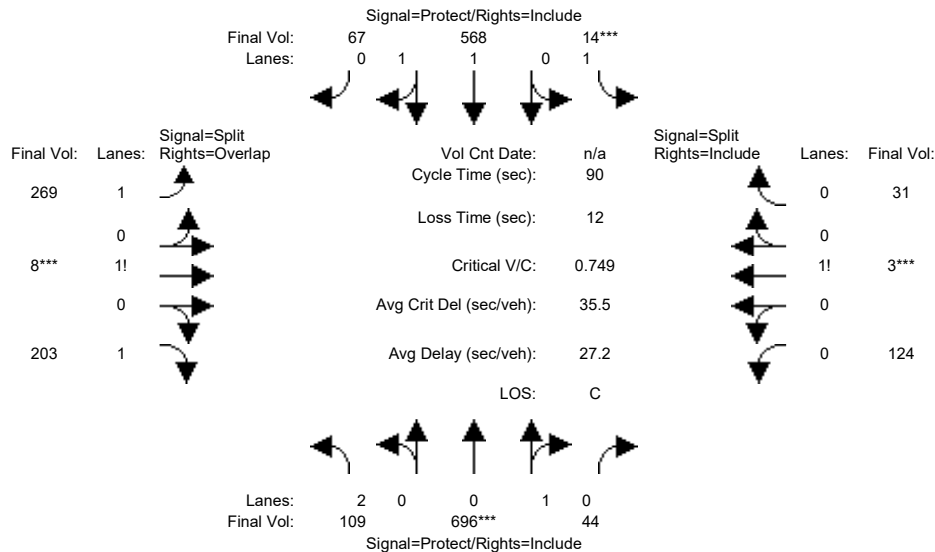 Signal=Protect/Rights=Include
Final Vol: 67 568 14***
Lanes: 0 1 1 0 1
Signal=Split
Final Vol: Lanes: Rights=Overlap
Vol Cnt Date: n/a
Signal=Split
Rights=Include Lanes: Final Vol:
Cycle Time (sec): 90
269 1
0 31
Loss Time (sec): 12
0
0
8*** 1!
Critical V/C: 0.749
1! 3***
0
Avg Crit Del (sec/veh): 35.5
0
203 1
Avg Delay (sec/veh): 27.2
0 124
LOS: C
Lanes: 2 0 0 1 0
Final Vol: 109 696*** 44
Signal=Protect/Rights=Include